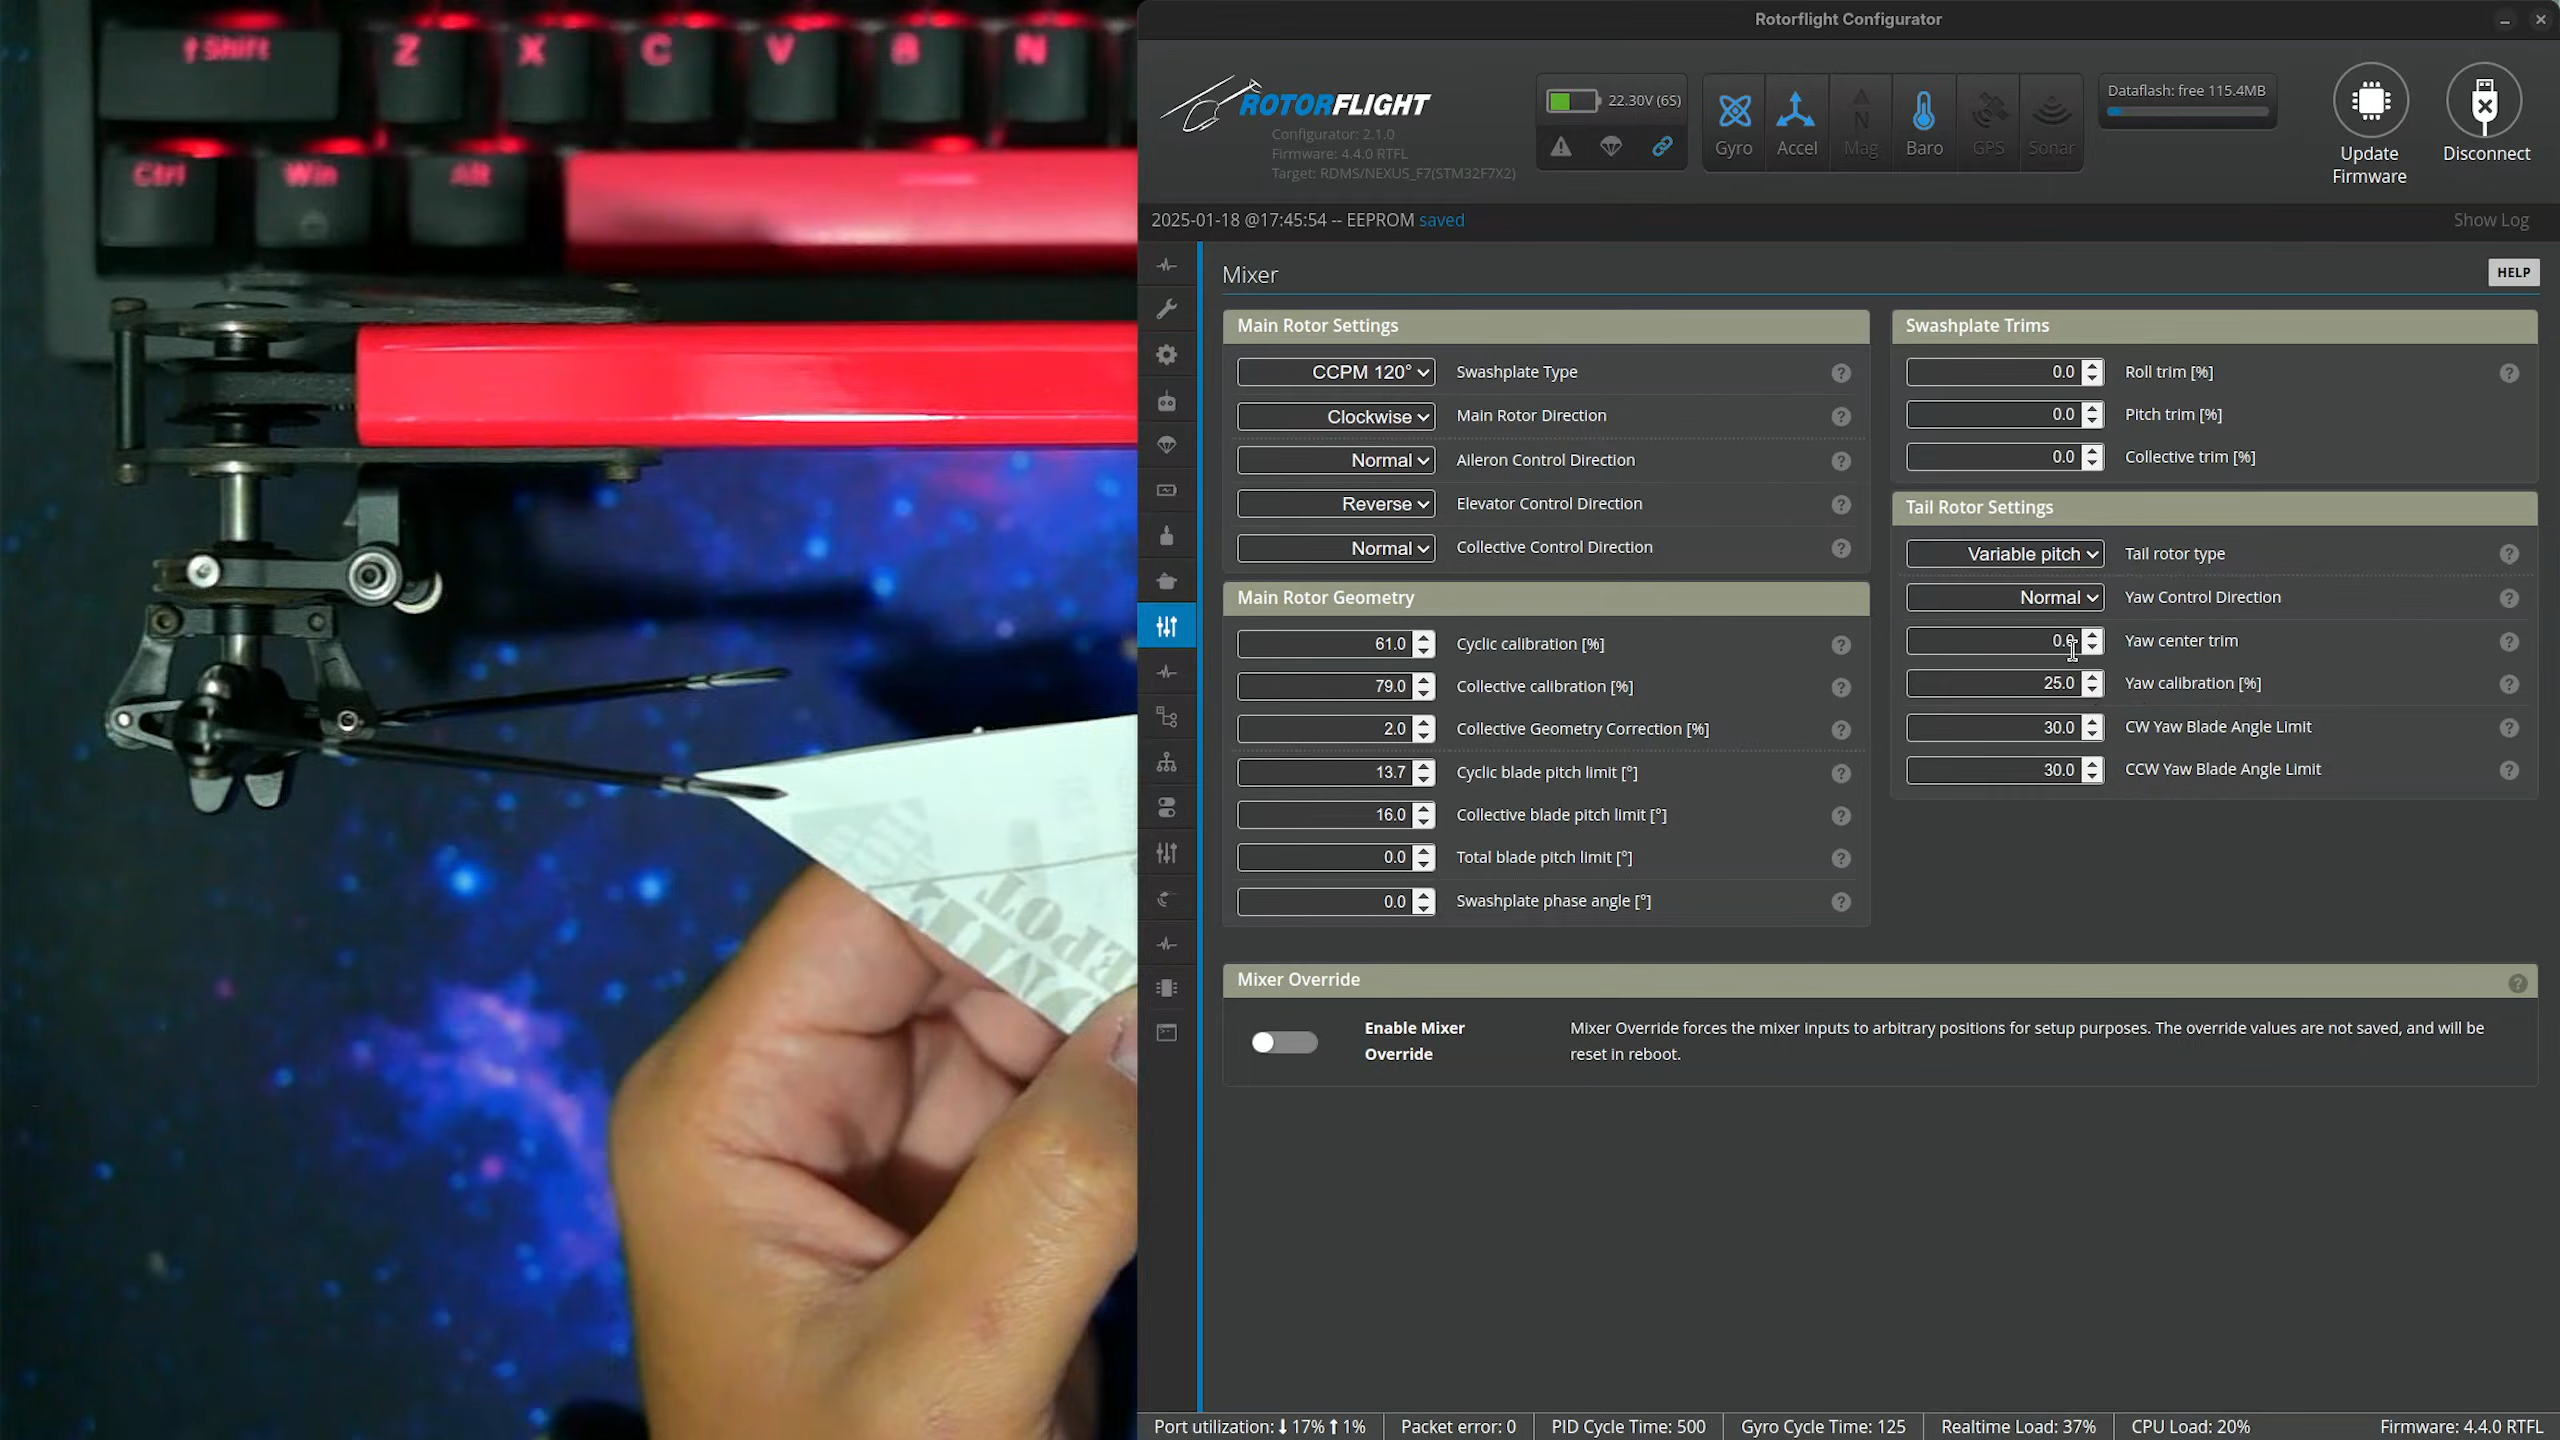 Shift
Z
X
C
V
B
N
Ctrl
Win
Alt
DEPOT
Rotorflight Configurator
ROTORFLIGHT
Configurator: 2.1.0
Firmware: 4.4.0 RTFL
Target: RDMS/NEXUS_F7(STM32F7X2)
22.30V (6S)
Gyro
Accel
Mag
Baro
GPS
Sonar
Dataflash: free 115.4MB
Update
Firmware
Disconnect
2025-01-18 @17:45:54 -- EEPROM saved
Show Log
Mixer
HELP
Main Rotor Settings
CCPM 120° Swashplate Type
Clockwise Main Rotor Direction
Normal Aileron Control Direction
Reverse Elevator Control Direction
Normal Collective Control Direction
Main Rotor Geometry
61.0 Cyclic calibration [%]
79.0 Collective calibration [%]
2.0 Collective Geometry Correction [%]
13.7 Cyclic blade pitch limit [°]
16.0 Collective blade pitch limit [°]
0.0 Total blade pitch limit [°]
0.0 Swashplate phase angle [°]
Swashplate Trims
0.0 Roll trim [%]
0.0 Pitch trim [%]
0.0 Collective trim [%]
Tail Rotor Settings
Variable pitch Tail rotor type
Normal Yaw Control Direction
0.0 Yaw center trim
25.0 Yaw calibration [%]
30.0 CW Yaw Blade Angle Limit
30.0 CCW Yaw Blade Angle Limit
Mixer Override
Enable Mixer
Override
Mixer Override forces the mixer inputs to arbitrary positions for setup purposes. The override values are not saved, and will be
reset in reboot.
Port utilization: 17% 1%
Packet error: 0
PID Cycle Time: 500
Gyro Cycle Time: 125
Realtime Load: 37%
CPU Load: 20%
Firmware: 4.4.0 RTFL